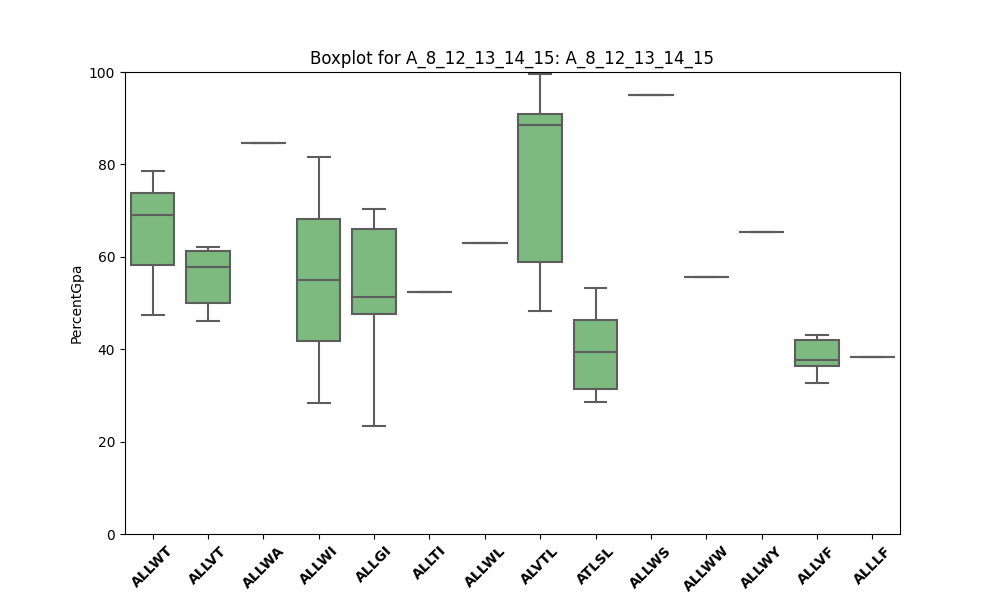 Boxplot for A_8_12_13_14_15: A_8_12_13_14_15
PercentGpa
100
80
60
40
20
0
ALLWT
ALLVT
ALLWA
ALLWI
ALLGI
ALLTI
ALLWL
ALVTL
ATLSL
ALLWS
ALLWW
ALLWY
ALLVF
ALLLF